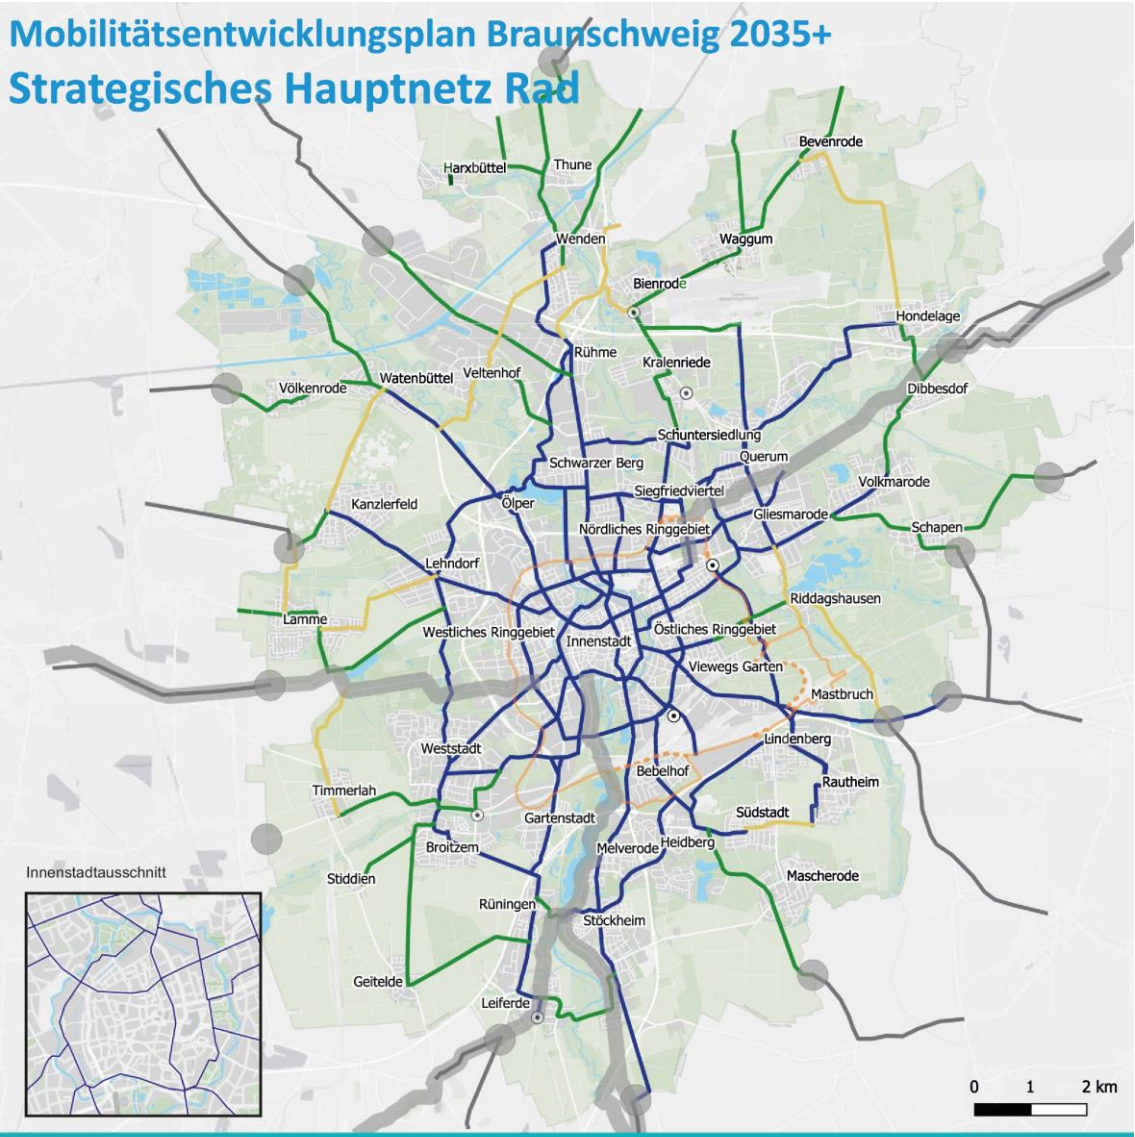 Mobilitätsentwicklungsplan Braunschweig 2035+
Strategisches Hauptnetz Rad
Bevenrode
Harxbüttel
Thune
Wenden
Waggum
Bienrode
Hondelage
Rühme
Kralenriede
Veltenhof
Watenbüttel
Völkenrode
Dibbesdorf
Schuntersiedlung
Querum
Schwarzer Berg
Siegfriedviertel
Volkmarode
Kanzlerfeld
Ölper
Gliesmarode
Nördliches Ringgebiet
Schapen
Lehndorf
Riddagshausen
Lamme
Westliches Ringgebiet
Innenstadt
Östliches Ringgebiet
Viewegs Garten
Mastbruch
Weststadt
Lindenberg
Bebelhof
Rautheim
Timmerlah
Gartenstadt
Südstadt
Broitzem
Melverode
Heidberg
Innenstadtausschnitt
Stiddien
Mascherode
Rüningen
Stöckheim
Geitelde
Leiferde
0 1 2 km